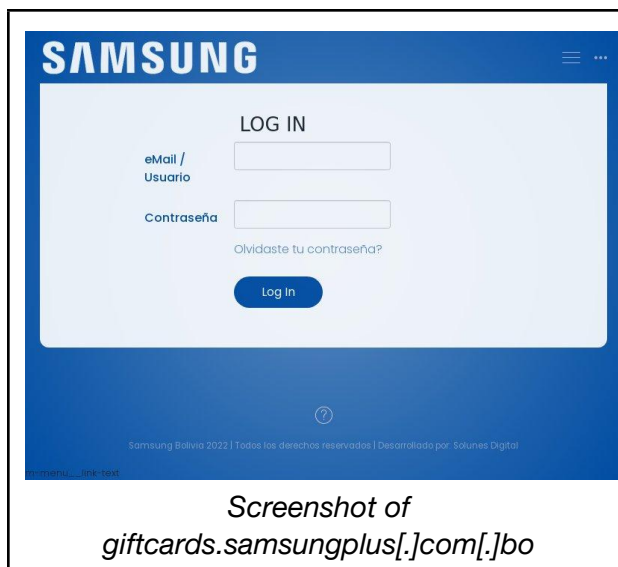 SAMSUNG
LOG IN
eMail /
Usuario
Contraseña
Olvidaste tu contraseña?
Log In
Samsung Bolivia 2022 | Todos los derechos reservados | Desarrollado por: Solunes Digital
m-menu__link-text
Screenshot of
giftcards.samsungplus[.]com[.]bo